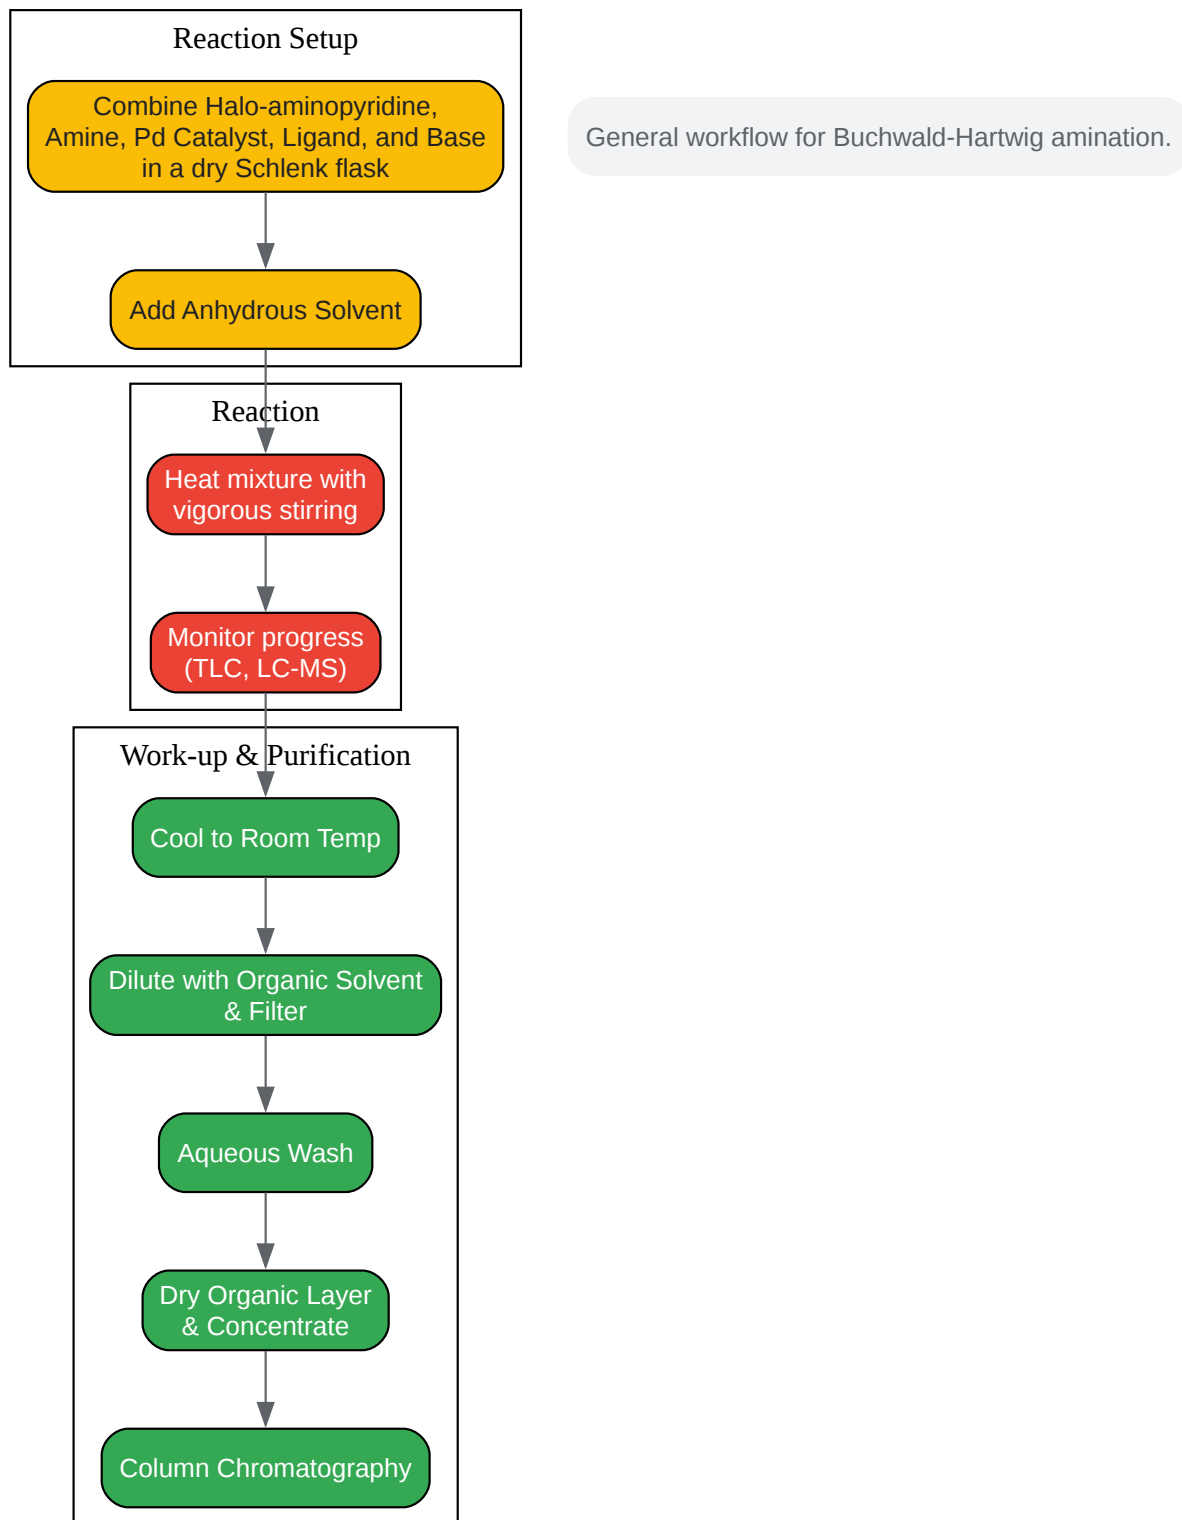 Reaction Setup
Combine Halo-aminopyridine,
Amine, Pd Catalyst, Ligand, and Base
in a dry Schlenk flask
General workflow for Buchwald-Hartwig amination.
Add Anhydrous Solvent
Reaction
Heat mixture with
vigorous stirring
Monitor progress
(TLC, LC-MS)
Work-up & Purification
Cool to Room Temp
Dilute with Organic Solvent
& Filter
Aqueous Wash
Dry Organic Layer
& Concentrate
Column Chromatography